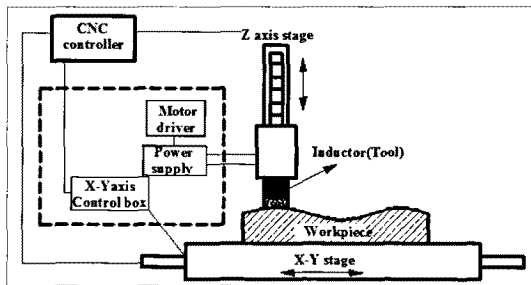 CNC
controller
Z axis stage
Motor
driver
Power
supply
X-Yaxis
Control box
Inductor(Tool)
Workpiece
X-Y stage